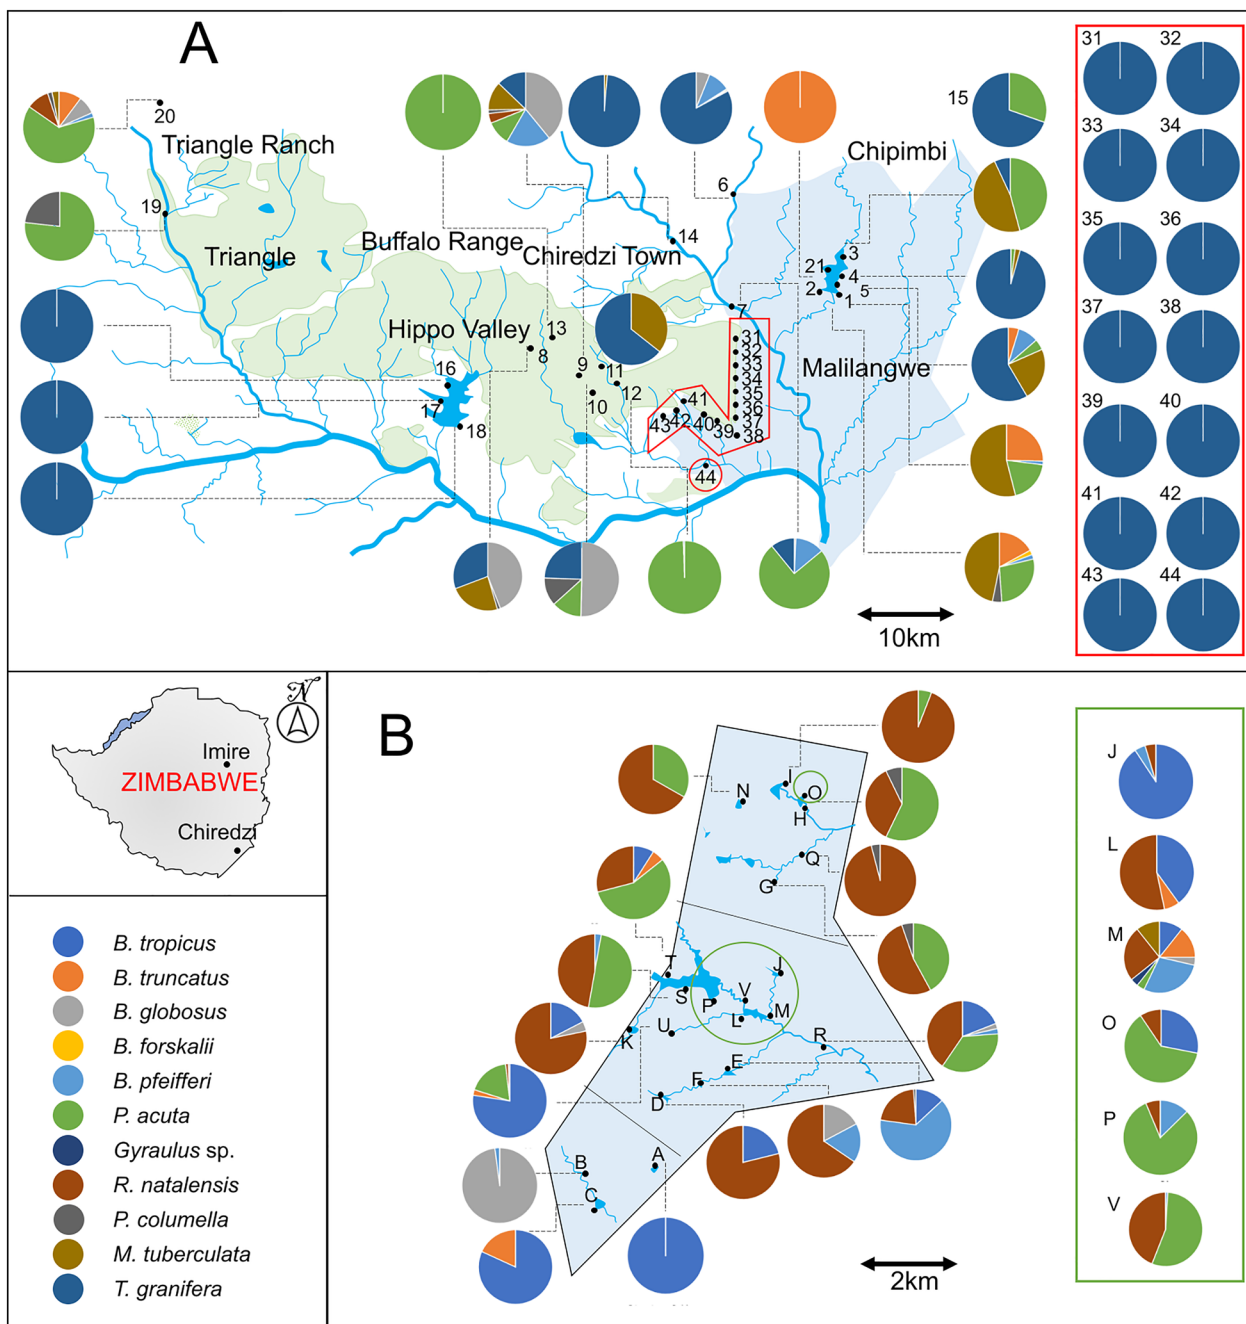 A
31
32
15
20
Triangle Ranch
Chipimbi
33
34
6
19
Buffalo Range
14
35
36
Triangle
Chiredzi Town
3
21
4
2
5
1
7
37
38
Hippo Valley
13
8
31
32
33
34
35
36
37
38
Malilangwe
16
9
11
12
10
17
18
41
43
42
40
39
39
40
44
41
42
43
44
10km
B
N
Imire
ZIMBABWE
Chiredzi
I
O
N
H
Q
G
J
L
M
O
P
V
T
J
S
P
V
L
M
U
K
R
E
F
D
B
A
C
2km
B. tropicus
B. truncatus
B. globosus
B. forskalii
B. pfeifferi
P. acuta
Gyraulus sp.
R. natalensis
P. columella
M. tuberculata
T. granifera